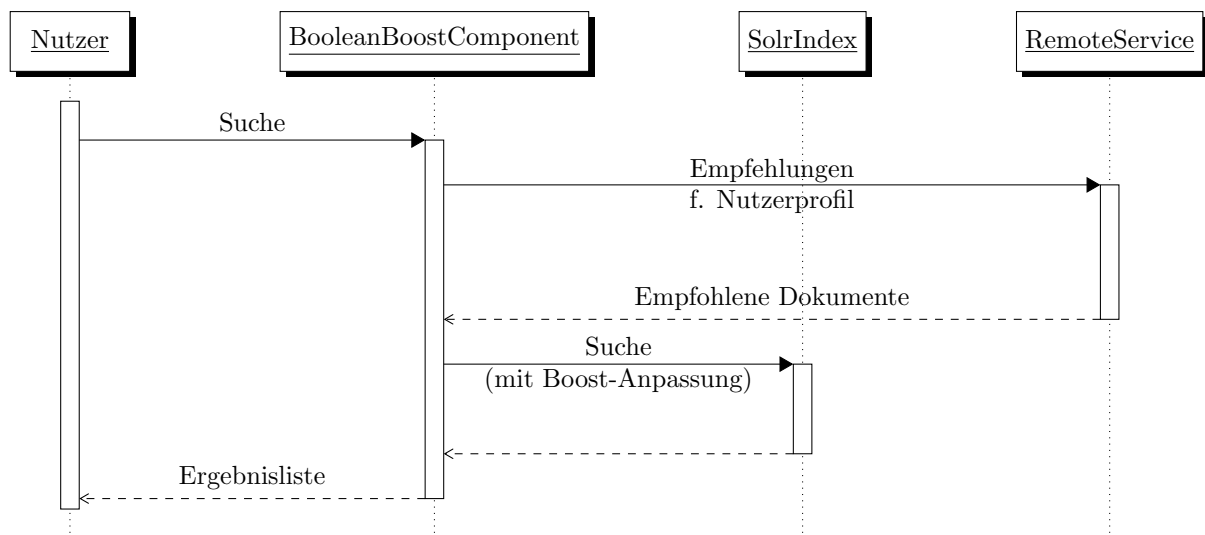 Nutzer
BooleanBoostComponent
SolrIndex
RemoteService
Suche
Empfehlungen
f. Nutzerprofil
Empfohlene Dokumente
Suche
(mit Boost-Anpassung)
Ergebnisliste